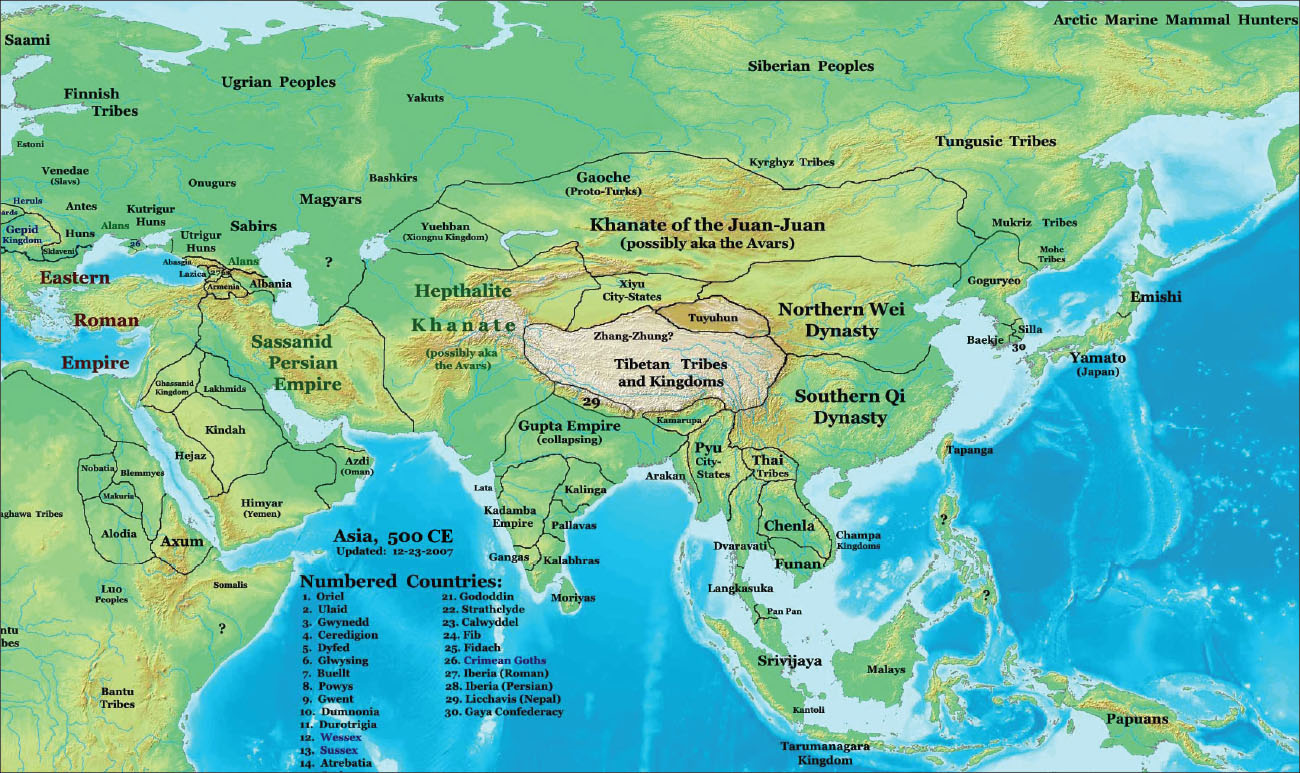 Arctic Marine Mammal Hunters
Saami
Siberian Peoples
Ugrian Peoples
Finnish
Tribes
Yakuts
Estoni
Tungusic Tribes
Kyrghyz Tribes
Venedae
(Slavs)
Onugurs
Bashkirs
Gaoche
(Proto-Turks)
Magyars
Heruls
ards
Antes
Kutrigur
Huns
Alans
Sabirs
Yuehban
(Xiongnu Kingdom)
Khanate of the Juan-Juan
(possibly aka the Avars)
Mukriz Tribes
Gepid
Kingdom
Huns
26
Utrigur
Huns
Sklaveni
Mohe
Tribes
Abasgia
Alans
?
Lazica
27
28
Eastern
Albania
Armenia
Xiyu
City-States
Goguryeo
Hepthalite
Khanate
(possibly aka
the Avars)
Emishi
Roman
Tuyuhun
Northern Wei
Dynasty
Silla
Baekje
30
Zhang-Zhung?
Sassanid
Persian
Empire
Empire
Tibetan Tribes
and Kingdoms
Yamato
(Japan)
Ghassanid
Kingdom
Lakhmids
Southern Qi
Dynasty
29
Kamarupa
Gupta Empire
(collapsing)
Kindah
Hejaz
Pyu
City-
States
Tapanga
Thai
Tribes
Azdi
(Oman)
Nobatia
Blemmyes
Arakan
Lata
Kalinga
Makuria
Himyar
(Yemen)
Kadamba
Empire
aghawa Tribes
Pallavas
Chenla
?
Alodia
Axum
Asia, 500 CE
Updated: 12-23-2007
Champa
Kingdoms
Dvaravati
Gangas
Kalabhras
Funan
Luo
Peoples
Somalis
Langkasuka
Moriyas
?
Pan Pan
?
ntu
bes
Srivijaya
Malays
Bantu
Tribes
Kantoli
Papuans
Tarumanagara
Kingdom
Numbered Countries:
1. Oriel
2. Ulaid
3. Gwynedd
4. Ceredigion
5. Dyfed
6. Glwysing
7. Buellt
8. Powys
9. Gwent
10. Dumnonia
11. Durotrigia
12. Wessex
13. Sussex
14. Atrebatia
21. Gododdin
22. Strathclyde
23. Calwyddel
24. Fib
25. Fidach
26. Crimean Goths
27. Iberia (Roman)
28. Iberia (Persian)
29. Licchavis (Nepal)
30. Gaya Confederacy